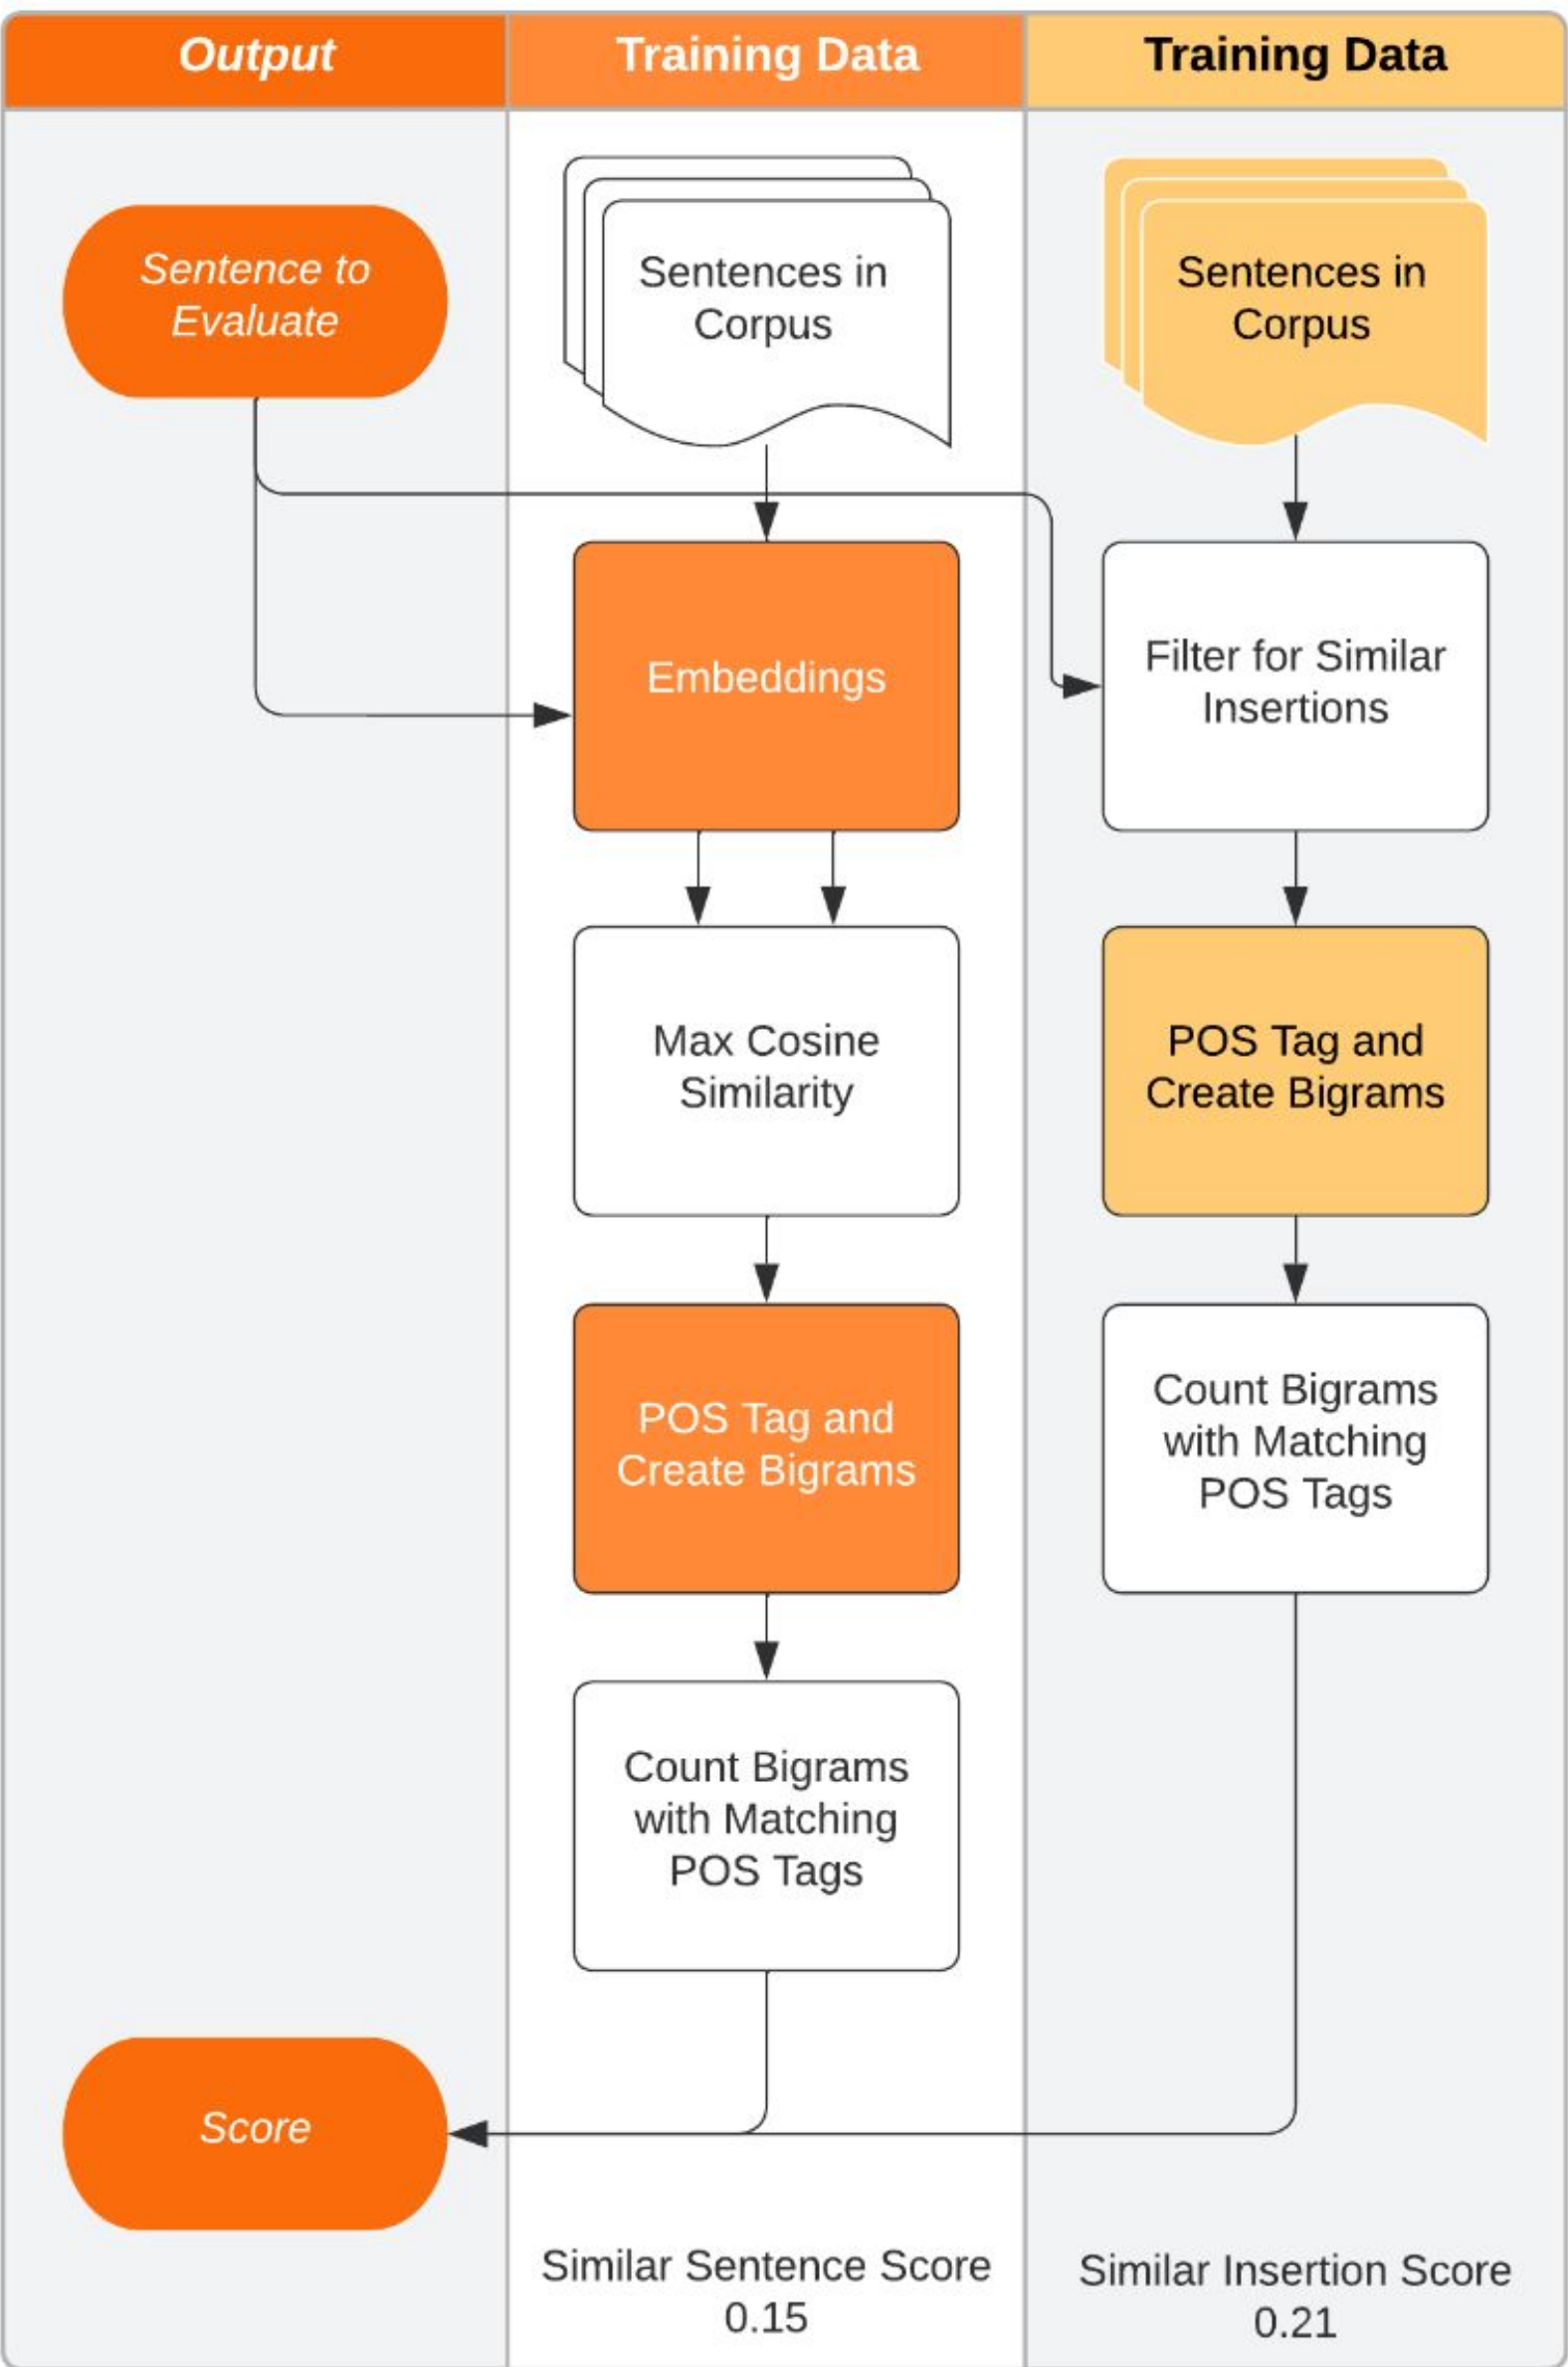 Output
Training Data
Training Data
Sentence to
Evaluate
Sentences in
Corpus
Sentences in
Corpus
Embeddings
Filter for Similar
Insertions
Max Cosine
Similarity
POS Tag and
Create Bigrams
POS Tag and
Create Bigrams
Count Bigrams
with Matching
POS Tags
Count Bigrams
with Matching
POS Tags
Score
Similar Sentence Score
0.15
Similar Insertion Score
0.21